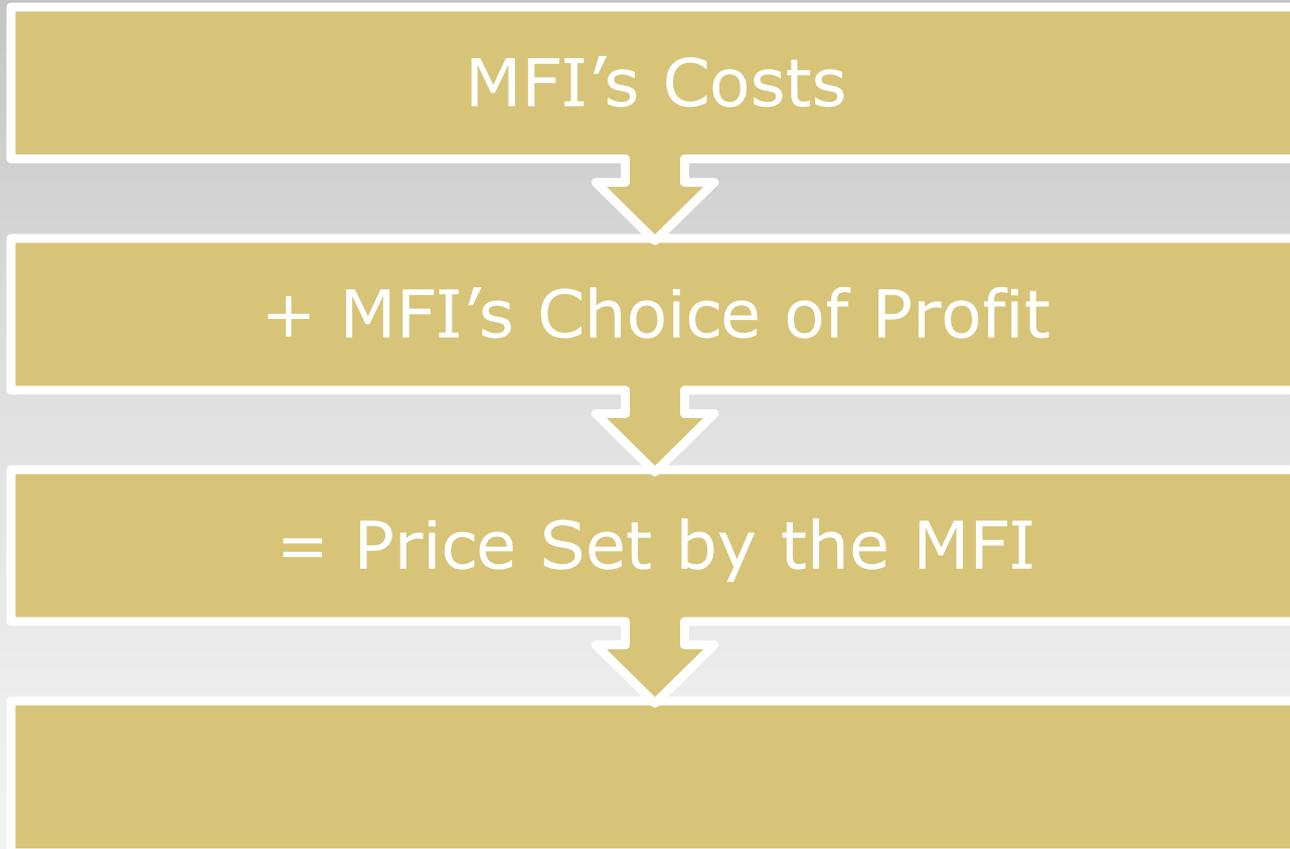 MFI’s Costs
+ MFI’s Choice of Profit
= Price Set by the MFI